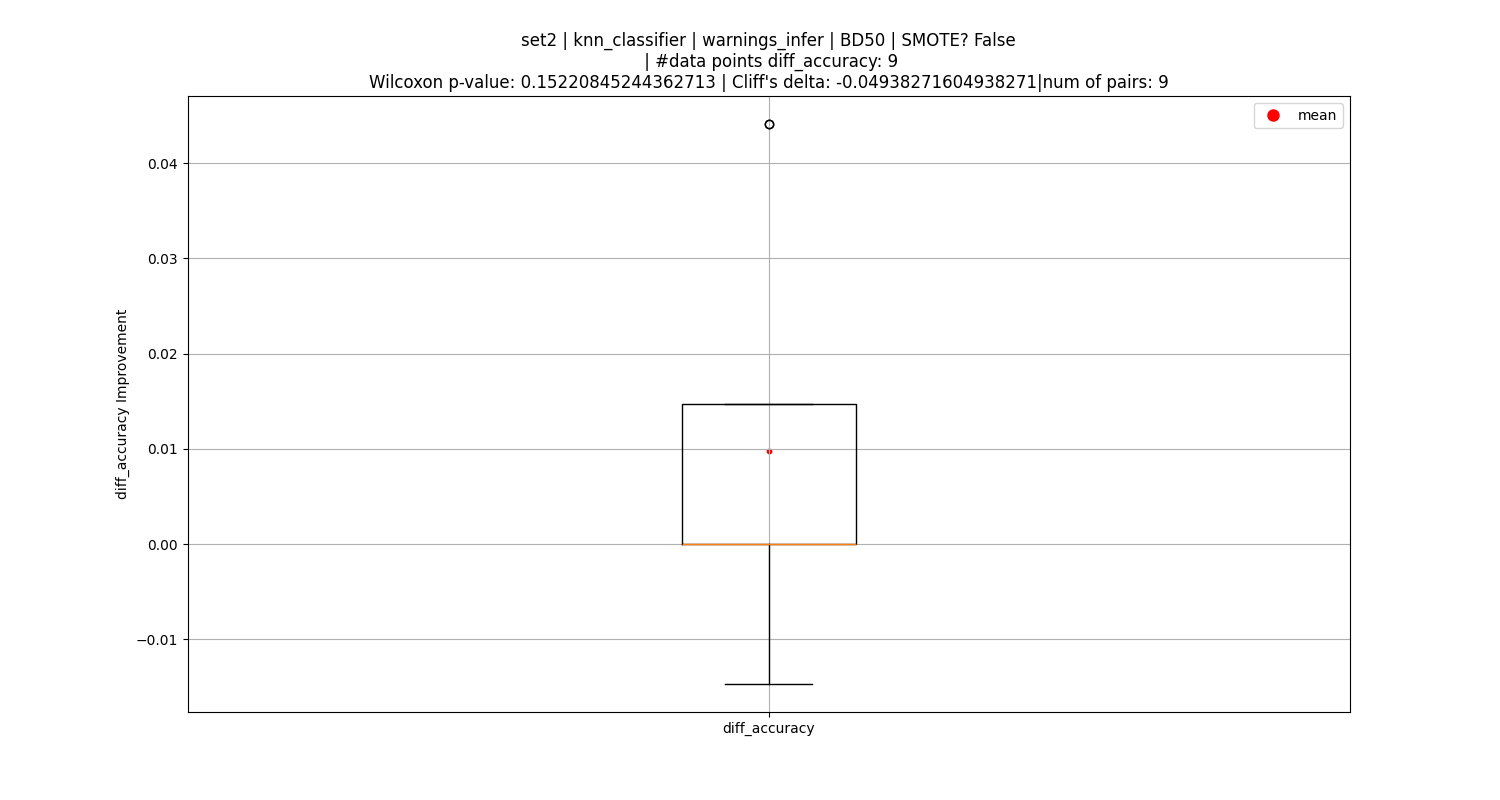 set2 | knn_classifier | warnings_infer | BD50 | SMOTE? False
| #data points diff_accuracy: 9
Wilcoxon p-value: 0.15220845244362713 | Cliff's delta: -0.04938271604938271|num of pairs: 9
mean
0.04
0.03
0.02
0.01
0.00
−0.01
diff_accuracy Improvement
diff_accuracy